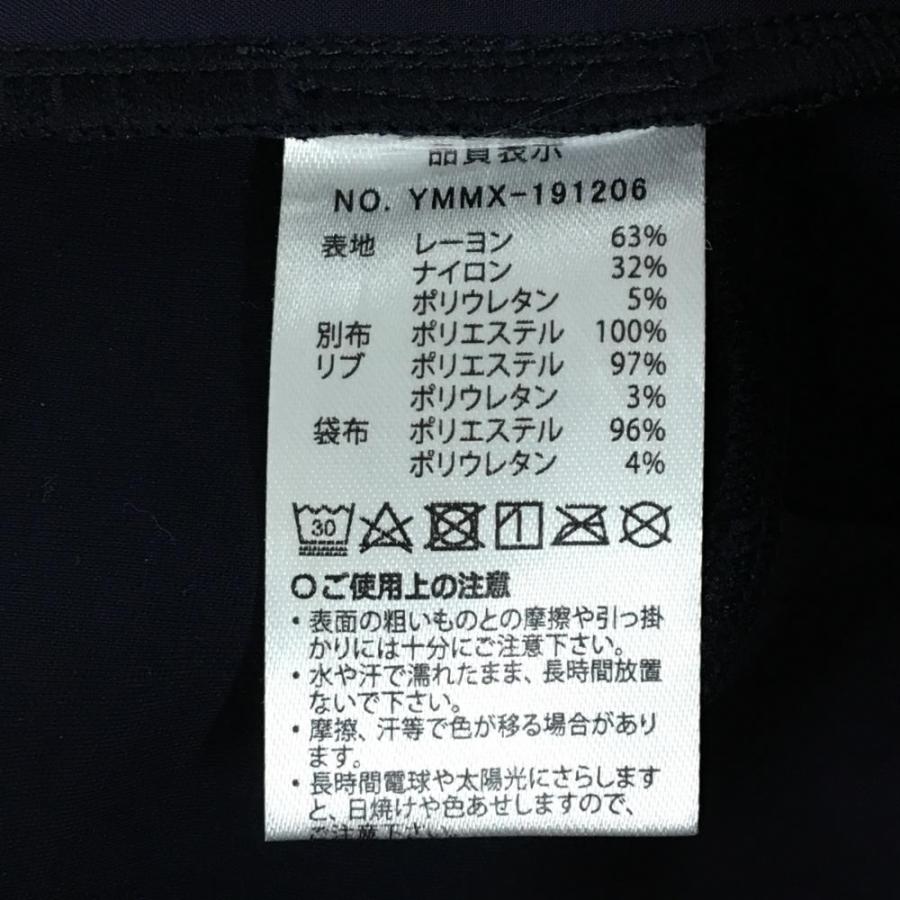 品質表示
NO. YMMX-191206
表地 レーヨン 63%
ナイロン 32%
ポリウレタン 5%
別布 ポリエステル 100%
リブ ポリエステル 97%
ポリウレタン 3%
袋布 ポリエステル 96%
ポリウレタン 4%
30
〇ご使用上の注意
・表面の粗いものとの摩擦や引っ掛
かりには十分にご注意下さい。
・水や汗で濡れたまま、長時間放置
ないで下さい。
・摩擦、汗等で色が移る場合があり
ます。
・長時間電球や太陽光にさらします
と、日焼けや色あせしますので、
ご注意下さい。